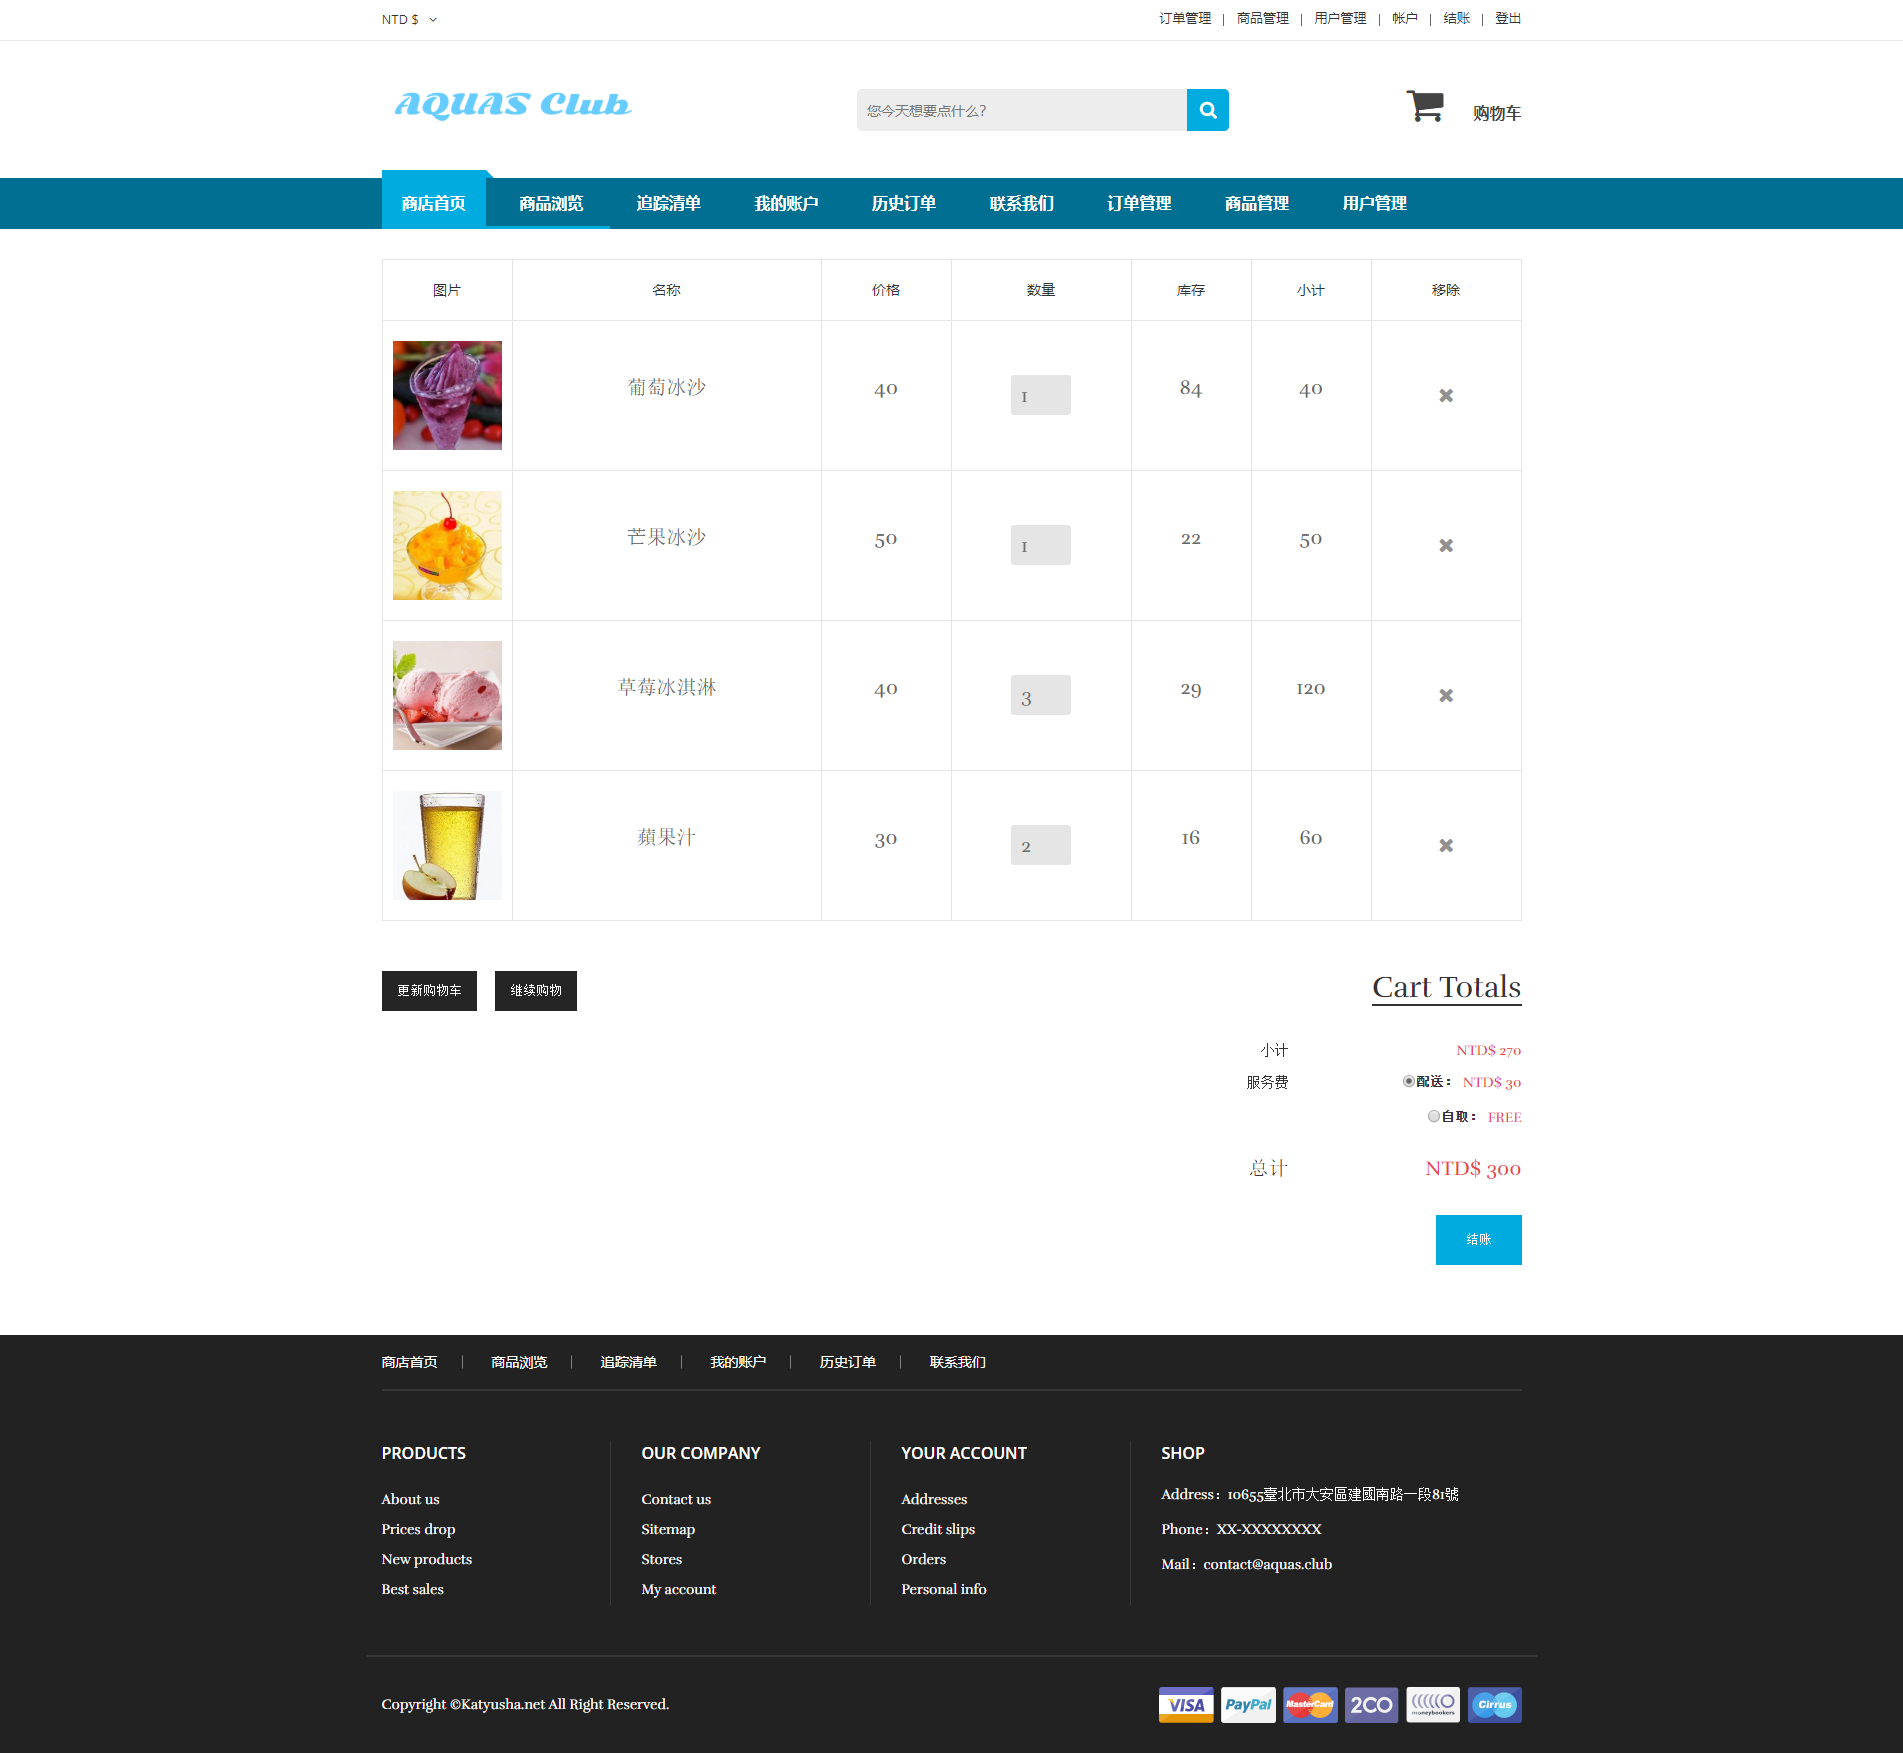 NTD $
订单管理 | 商品管理 | 用户管理 | 帐户 | 结账 | 登出
AQUAS Club
您今天想要点什么?
购物车
商店首页 商品浏览 追踪清单 我的账户 历史订单 联系我们 订单管理 商品管理 用户管理
图片 名称 价格 数量 库存 小计 移除
葡萄冰沙 40 1 84 40
芒果冰沙 50 1 22 50
草莓冰淇淋 40 3 29 120
蘋果汁 30 2 16 60
更新购物车 继续购物
Cart Totals
小计 NTD$ 270
服务费 配送: NTD$ 30
自取: FREE
总计 NTD$ 300
结账
商店首页 | 商品浏览 | 追踪清单 | 我的账户 | 历史订单 | 联系我们
PRODUCTS
About us
Prices drop
New products
Best sales
OUR COMPANY
Contact us
Sitemap
Stores
My account
YOUR ACCOUNT
Addresses
Credit slips
Orders
Personal info
SHOP
Address: 10655臺北市大安區建國南路一段81號
Phone: XX-XXXXXXXX
Mail: contact@aquas.club
Copyright ©Katyusha.net All Right Reserved.
VISA PayPal MasterCard 2CO moneybookers Cirrus